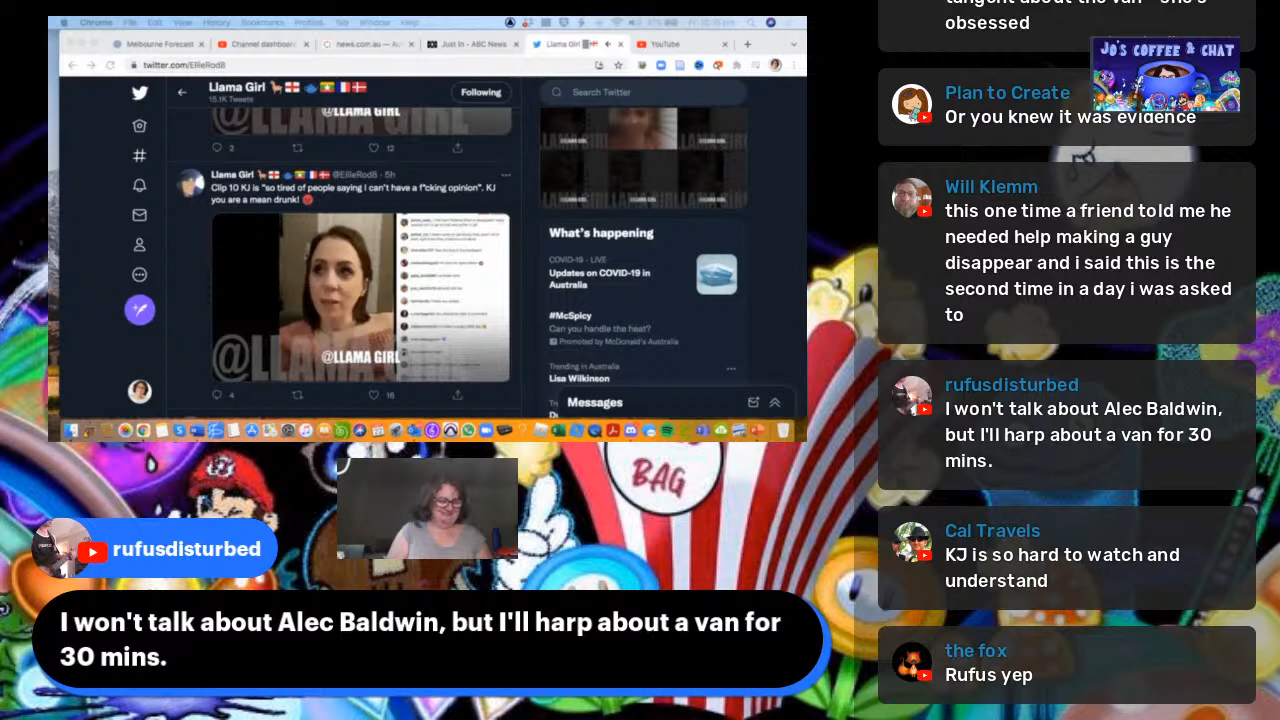 Chrome File Edit View History Bookmarks Profiles Tab Window Help
Melbourne Forecast
Channel dashboard
news.com.au
Just In - ABC News
Llama Girl
YouTube
twitter.com/EllieRod8
Llama Girl
15.1K Tweets
Following
Search Twitter
@LLAMA GIRL
2
12
Llama Girl @EllieRod8 · 5h
Clip 10 KJ is "so tired of people saying I can't have a f*cking opinion". KJ
you are a mean drunk!
@LLAMA GIRL
4
16
What's happening
COVID-19 · LIVE
Updates on COVID-19 in
Australia
#McSpicy
Can you handle the heat?
Promoted by McDonald's Australia
Trending in Australia
Lisa Wilkinson
Messages
BAG
rufusdisturbed
I won't talk about Alec Baldwin, but I'll harp about a van for
30 mins.
tangent about the van - she's
obsessed
JO'S COFFEE & CHAT
Plan to Create
Or you knew it was evidence
Will Klemm
the one time a friend told me he
needed help making a body
disappear and i said this is the
second time in a day i was asked
to
rufusdisturbed
I won't talk about Alec Baldwin,
but I'll harp about a van for 30
mins.
Cal Travels
KJ is so hard to watch and
understand
the fox
Rufus yep